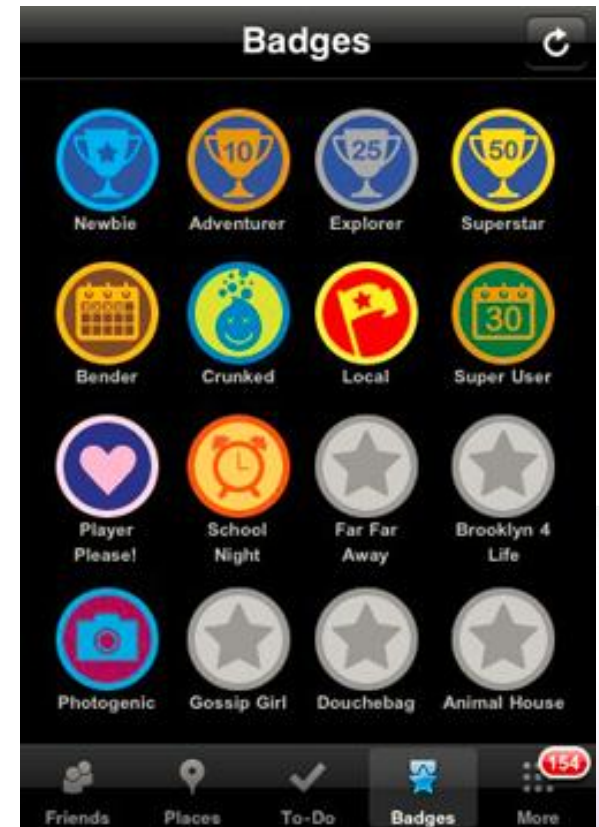 Badges
10 25 50
Newbie Adventurer Explorer Superstar
30
Bender Crunked Local Super User
Player School Far Far Brooklyn 4
Please! Night Away Life
Photogenic Gossip Girl Douchebag Animal House
154
Friends Places To-Do Badges More